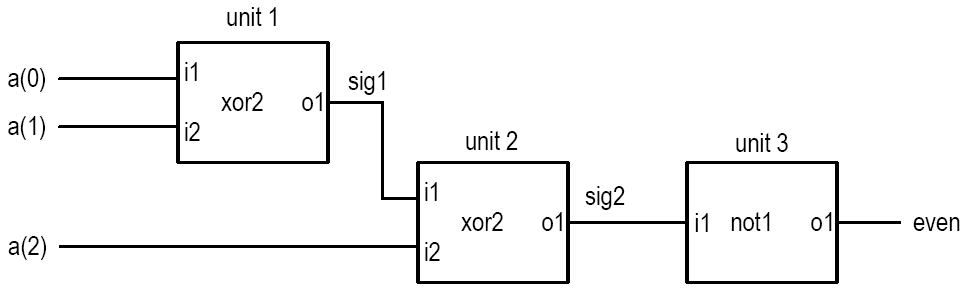 unit 1
a(0)
i1
xor2
o1
sig1
a(1)
i2
unit 2
unit 3
i1
xor2
o1
sig2
i1
not1
o1
even
a(2)
i2